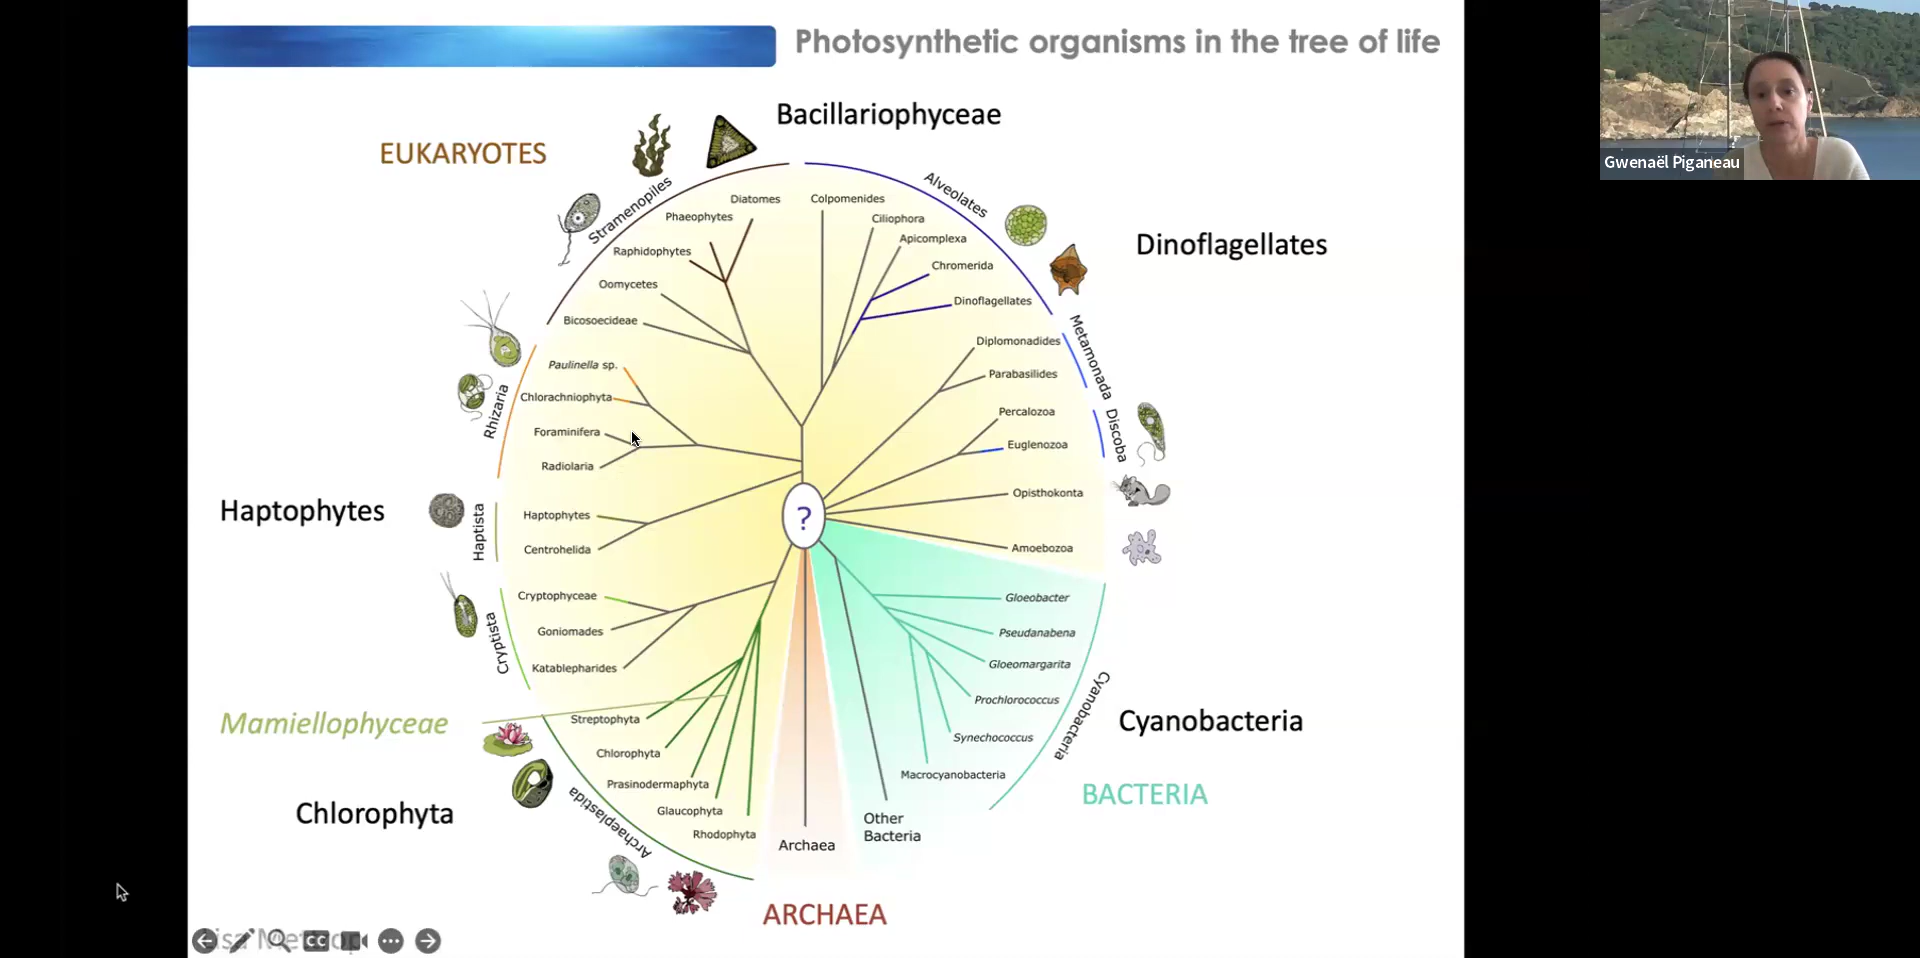 Photosynthetic organisms in the tree of life
Gwenaël Piganeau
Bacillariophyceae
EUKARYOTES
Stramenopiles
Alveolates
Diatomes
Colpomenides
Phaeophytes
Ciliophora
Apicomplexa
Dinoflagellates
Raphidophytes
Chromerida
Oomycetes
Dinoflagellates
Bicosoecideae
Metamonada
Diplomonadides
Paulinella sp.
Parabasilides
Rhizaria
Chlorachniophyta
Percalozoa
Discoba
Foraminifera
Euglenozoa
Radiolaria
Opisthokonta
Haptophytes
Haptista
Haptophytes
?
Centrohelida
Amoebozoa
Cryptophyceae
Gloeobacter
Cryptista
Goniomades
Pseudanabena
Katablepharides
Gloeomargarita
Prochlorococcus
Cyanobacteria
Mamiellophyceae
Streptophyta
Cyanobacteria
Synechococcus
Chlorophyta
Macrocyanobacteria
Prasinodermaphyta
BACTERIA
Chlorophyta
Archaeplastida
Glaucophyta
Other
Bacteria
Rhodophyta
Archaea
ARCHAEA
CC